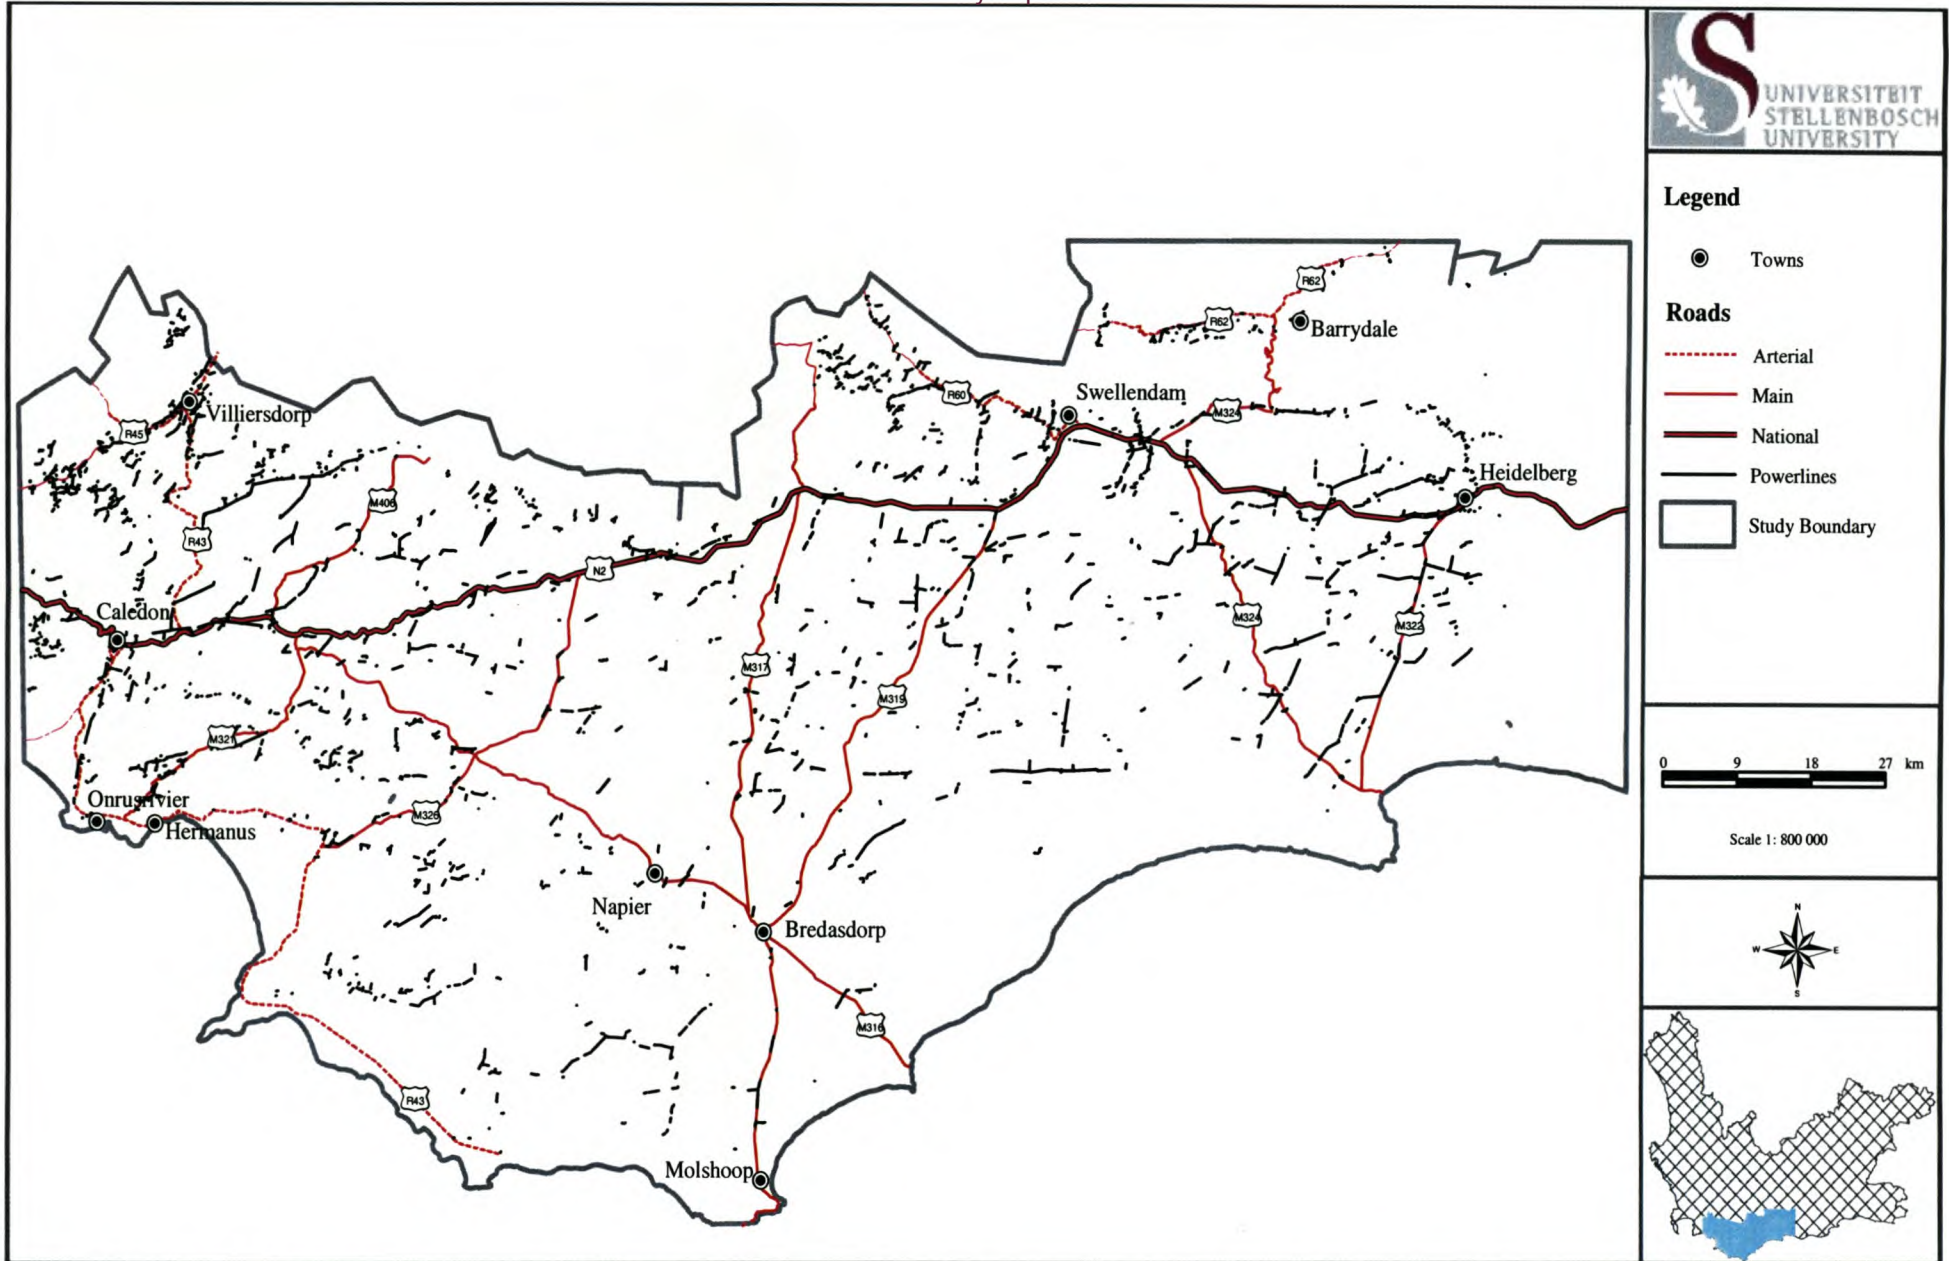 UNIVERSITEIT
STELLENBOSCH
UNIVERSITY
Legend
Towns
Roads
Arterial
Main
National
Powerlines
Study Boundary
0 9 18 27 km
Scale 1: 800 000
N
W E
S
R62
R62
Barrydale
Swellendam
R60
M324
Villiersdorp
R45
Heidelberg
M406
R43
N2
Caledon
M324
M322
M317
M319
M321
Onrusrivier
Hermanus
M326
Napier
Bredasdorp
M316
R43
Molshoop